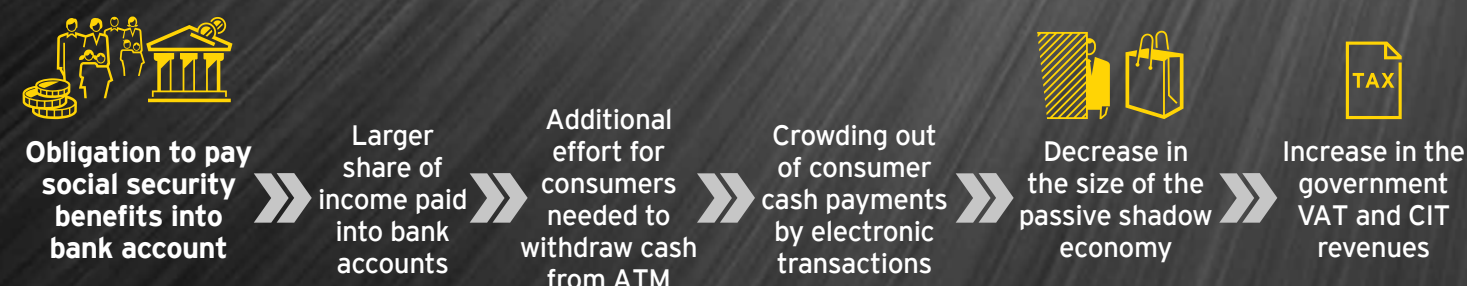 Obligation to pay
social security
benefits into
bank account
Larger
share of
income paid
into bank
accounts
Additional
effort for
consumers
needed to
withdraw cash
from ATM
Crowding out
of consumer
cash payments
by electronic
transactions
Decrease in
the size of the
passive shadow
economy
TAX
Increase in the
government
VAT and CIT
revenues